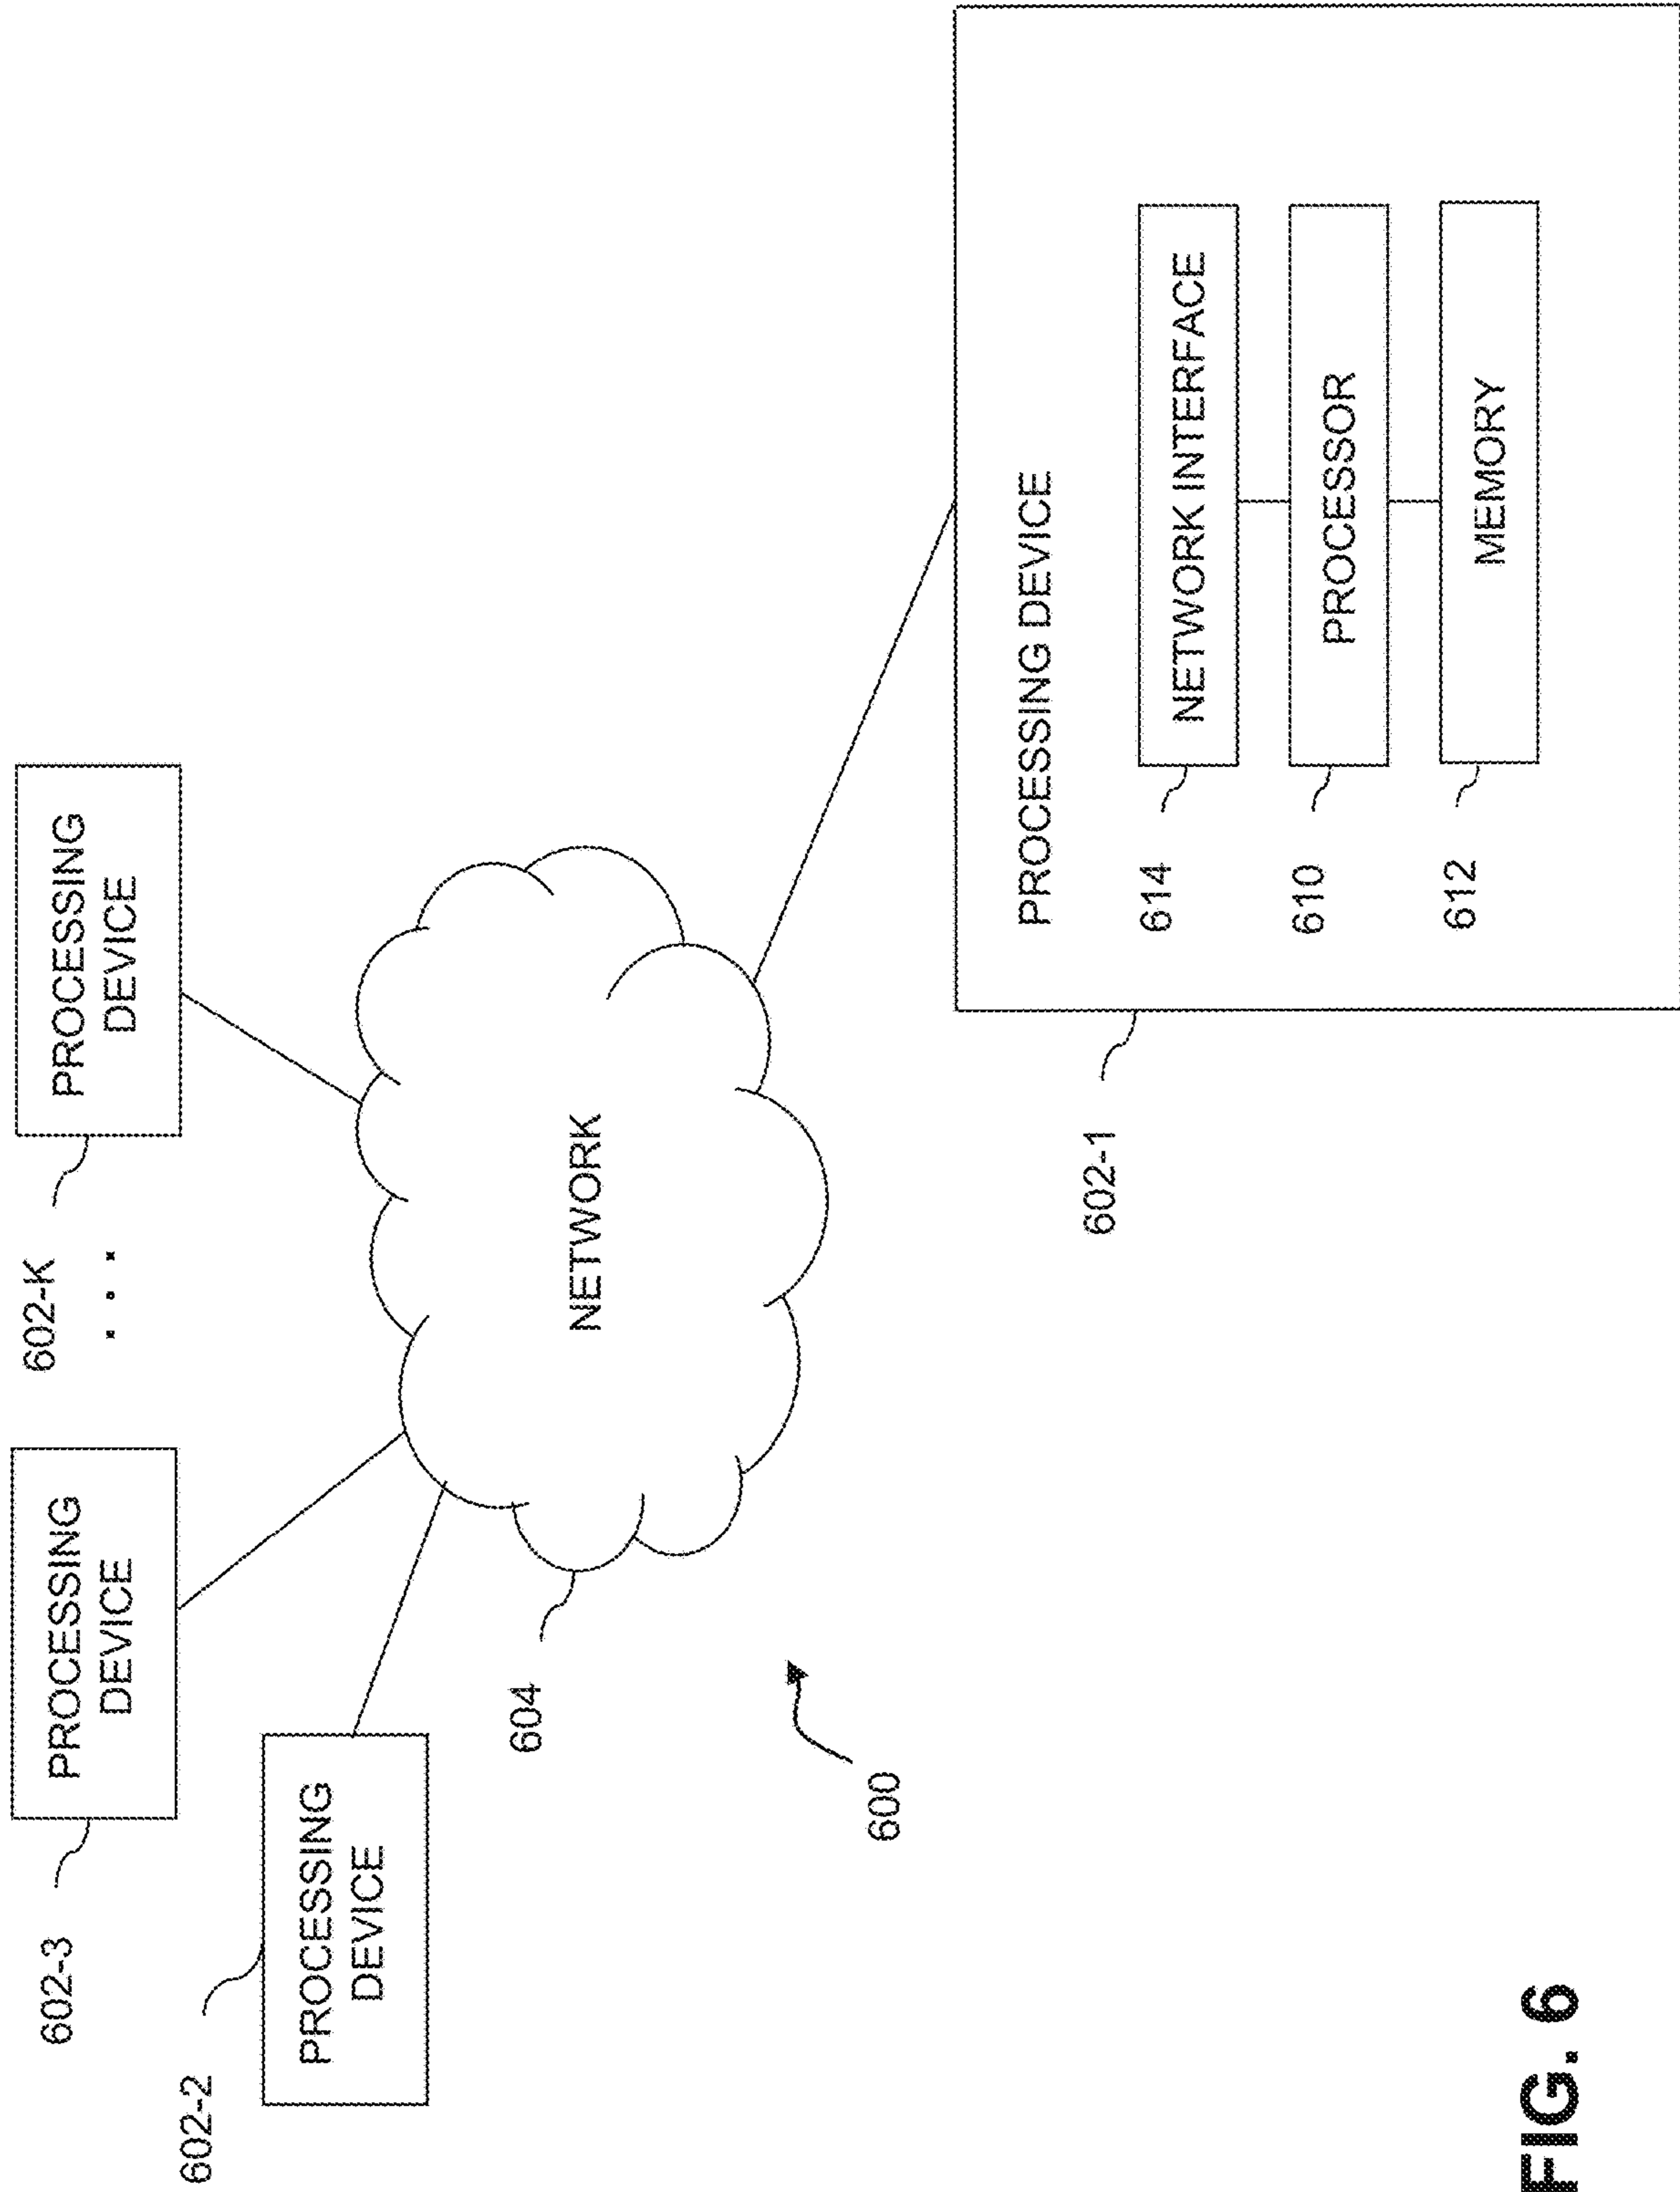 602-3
PROCESSING
DEVICE
602-K
. . .
PROCESSING
DEVICE
602-2
PROCESSING
DEVICE
604
NETWORK
600
602-1
PROCESSING DEVICE
614
NETWORK INTERFACE
610
PROCESSOR
612
MEMORY
FIG. 6